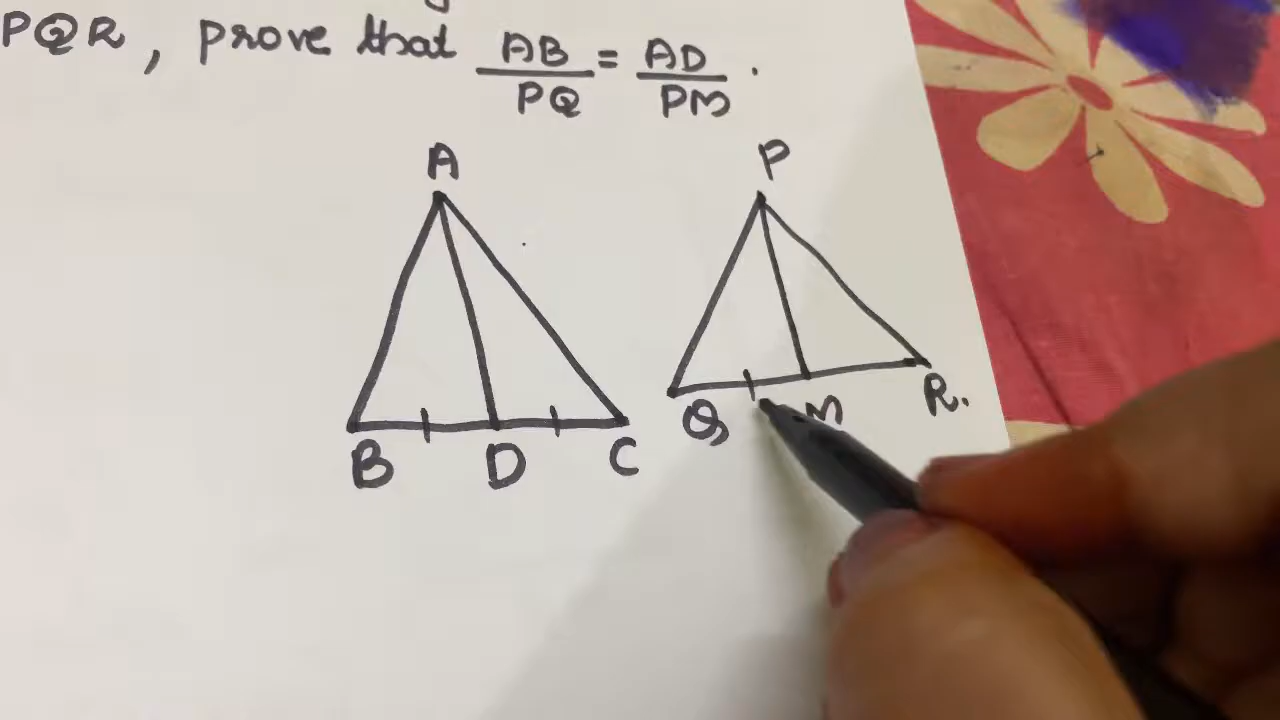 PQR, prove that AB/PQ = AD/PM.
A
P
B D C
Q M R.